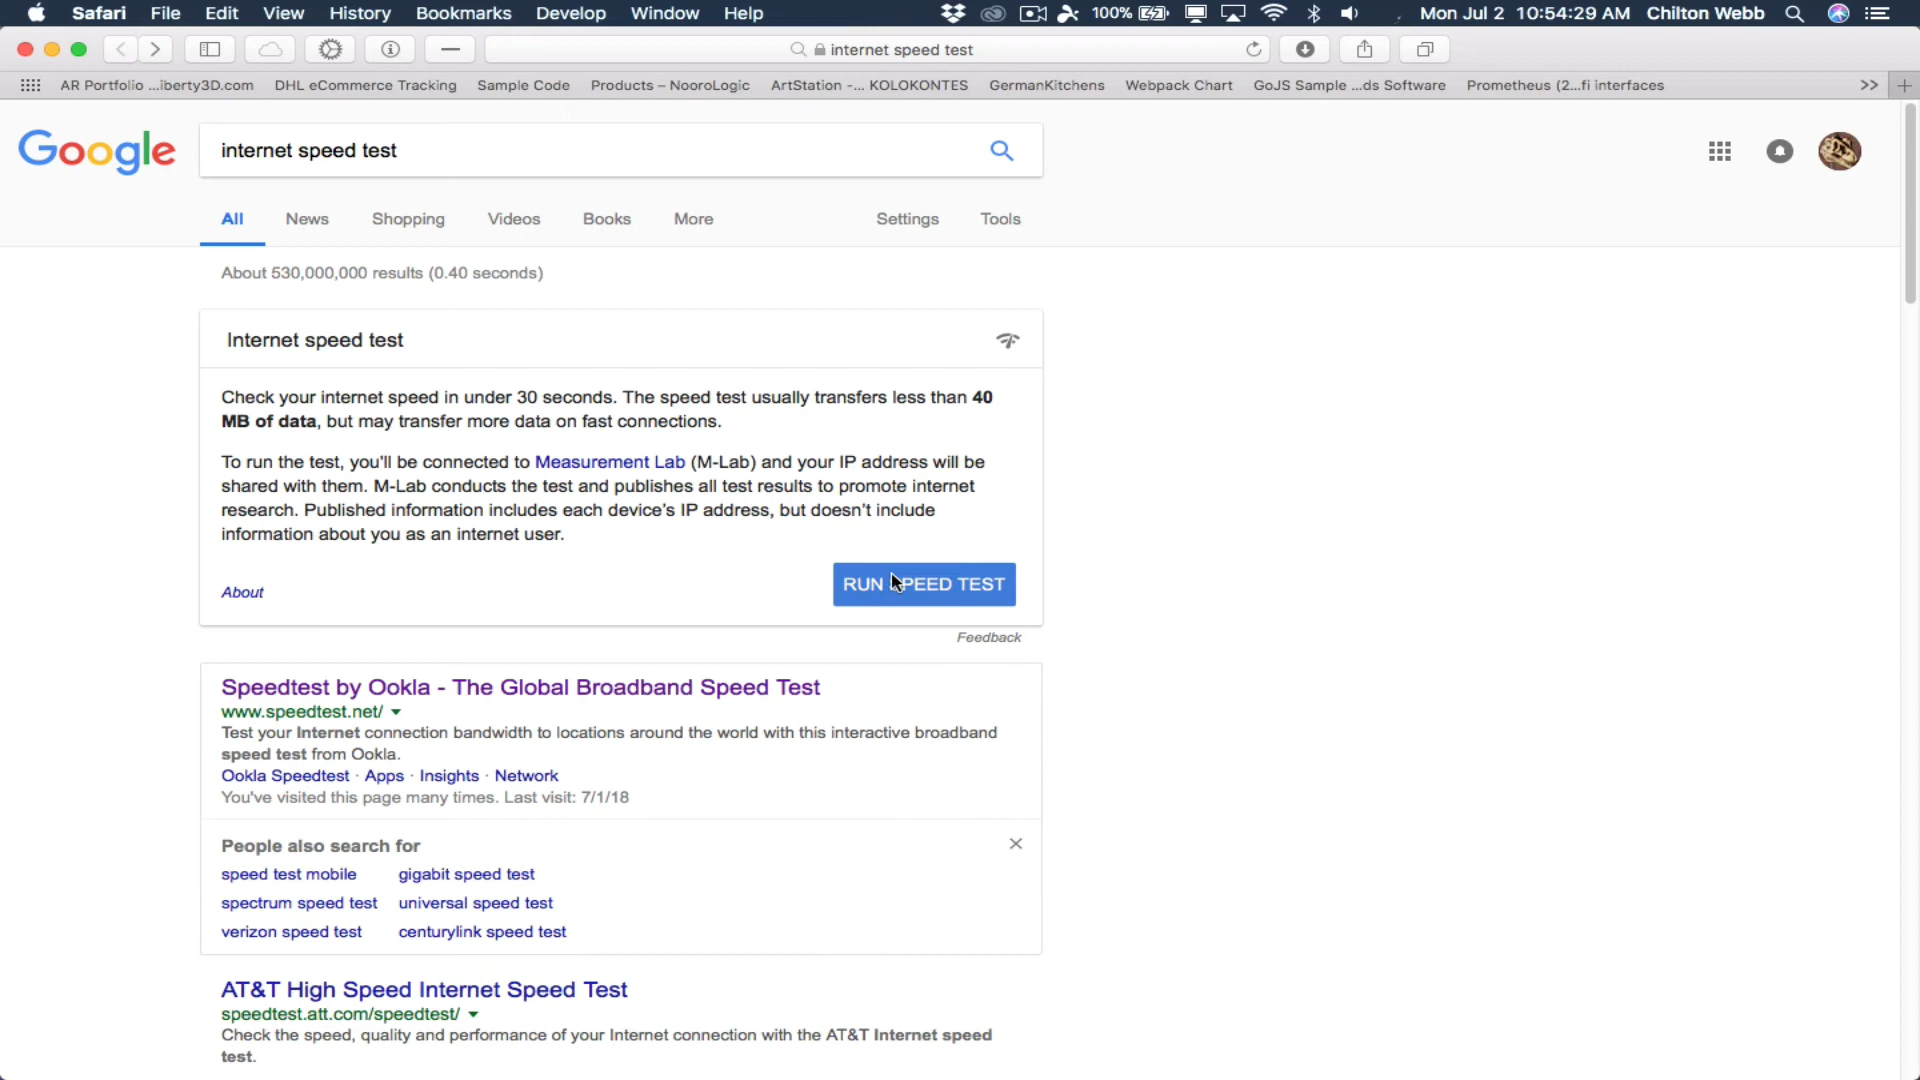 Safari File Edit View History Bookmarks Develop Window Help 100% Mon Jul 2 10:54:29 AM Chilton Webb
internet speed test
AR Portfolio ...iberty3D.com DHL eCommerce Tracking Sample Code Products – NooroLogic ArtStation -... KOLOKONTES GermanKitchens Webpack Chart GoJS Sample ...ds Software Prometheus (2...fi interfaces >> +
Google internet speed test
All News Shopping Videos Books More Settings Tools
About 530,000,000 results (0.40 seconds)
Internet speed test
Check your internet speed in under 30 seconds. The speed test usually transfers less than 40
MB of data, but may transfer more data on fast connections.
To run the test, you'll be connected to Measurement Lab (M-Lab) and your IP address will be
shared with them. M-Lab conducts the test and publishes all test results to promote internet
research. Published information includes each device's IP address, but doesn't include
information about you as an internet user.
About
RUN SPEED TEST
Feedback
Speedtest by Ookla - The Global Broadband Speed Test
www.speedtest.net/
Test your Internet connection bandwidth to locations around the world with this interactive broadband
speed test from Ookla.
Ookla Speedtest · Apps · Insights · Network
You've visited this page many times. Last visit: 7/1/18
People also search for
speed test mobile gigabit speed test
spectrum speed test universal speed test
verizon speed test centurylink speed test
AT&T High Speed Internet Speed Test
speedtest.att.com/speedtest/
Check the speed, quality and performance of your Internet connection with the AT&T Internet speed
test.